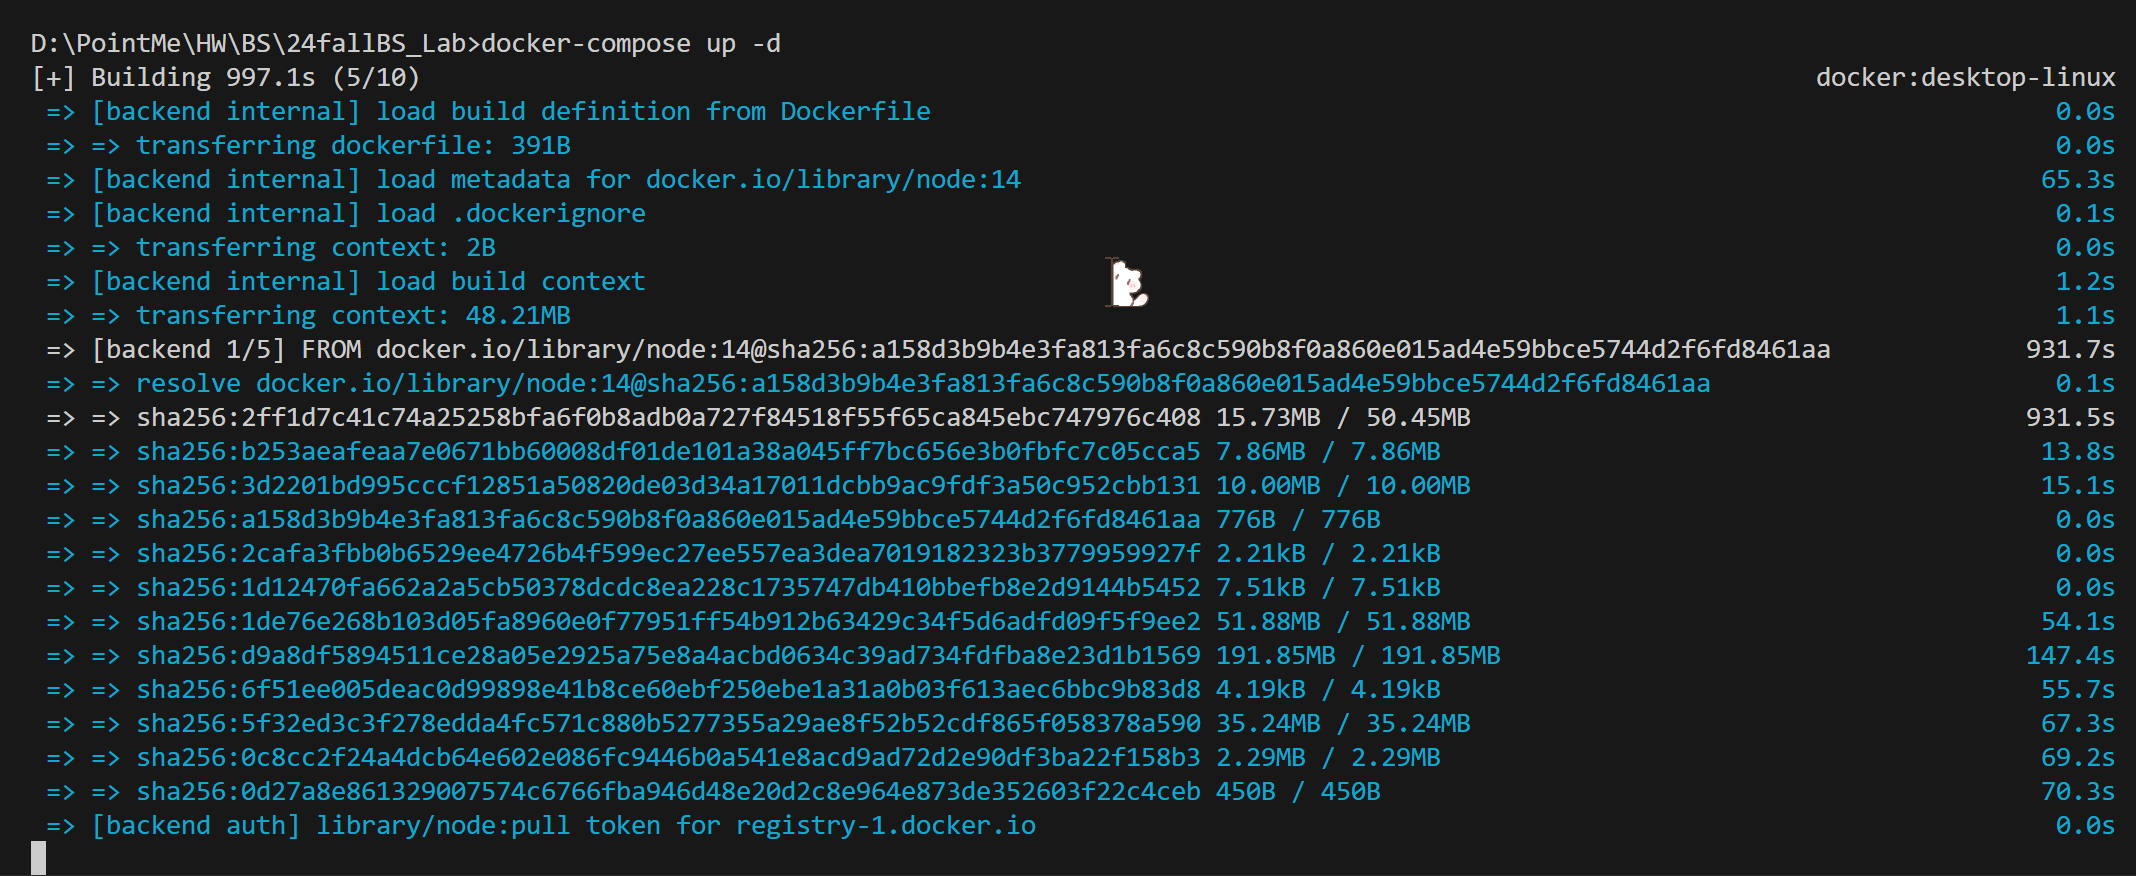 D:\PointMe\HW\BS\24fallBS_Lab>docker-compose up -d
[+] Building 997.1s (5/10) docker:desktop-linux
=> [backend internal] load build definition from Dockerfile 0.0s
=> => transferring dockerfile: 391B 0.0s
=> [backend internal] load metadata for docker.io/library/node:14 65.3s
=> [backend internal] load .dockerignore 0.1s
=> => transferring context: 2B 0.0s
=> [backend internal] load build context 1.2s
=> => transferring context: 48.21MB 1.1s
=> [backend 1/5] FROM docker.io/library/node:14@sha256:a158d3b9b4e3fa813fa6c8c590b8f0a860e015ad4e59bbce5744d2f6fd8461aa 931.7s
=> => resolve docker.io/library/node:14@sha256:a158d3b9b4e3fa813fa6c8c590b8f0a860e015ad4e59bbce5744d2f6fd8461aa 0.1s
=> => sha256:2ff1d7c41c74a25258bfa6f0b8adb0a727f84518f55f65ca845ebc747976c408 15.73MB / 50.45MB 931.5s
=> => sha256:b253aeafeaa7e0671bb60008df01de101a38a045ff7bc656e3b0fbfc7c05cca5 7.86MB / 7.86MB 13.8s
=> => sha256:3d2201bd995cccf12851a50820de03d34a17011dcbb9ac9fdf3a50c952cbb131 10.00MB / 10.00MB 15.1s
=> => sha256:a158d3b9b4e3fa813fa6c8c590b8f0a860e015ad4e59bbce5744d2f6fd8461aa 776B / 776B 0.0s
=> => sha256:2cafa3fbb0b6529ee4726b4f599ec27ee557ea3dea7019182323b3779959927f 2.21kB / 2.21kB 0.0s
=> => sha256:1d12470fa662a2a5cb50378dcdc8ea228c1735747db410bbefb8e2d9144b5452 7.51kB / 7.51kB 0.0s
=> => sha256:1de76e268b103d05fa8960e0f77951ff54b912b63429c34f5d6adfd09f5f9ee2 51.88MB / 51.88MB 54.1s
=> => sha256:d9a8df5894511ce28a05e2925a75e8a4acbd0634c39ad734fdfba8e23d1b1569 191.85MB / 191.85MB 147.4s
=> => sha256:6f51ee005deac0d99898e41b8ce60ebf250ebe1a31a0b03f613aec6bbc9b83d8 4.19kB / 4.19kB 55.7s
=> => sha256:5f32ed3c3f278edda4fc571c880b5277355a29ae8f52b52cdf865f058378a590 35.24MB / 35.24MB 67.3s
=> => sha256:0c8cc2f24a4dcb64e602e086fc9446b0a541e8acd9ad72d2e90df3ba22f158b3 2.29MB / 2.29MB 69.2s
=> => sha256:0d27a8e861329007574c6766fba946d48e20d2c8e964e873de352603f22c4ceb 450B / 450B 70.3s
=> [backend auth] library/node:pull token for registry-1.docker.io 0.0s